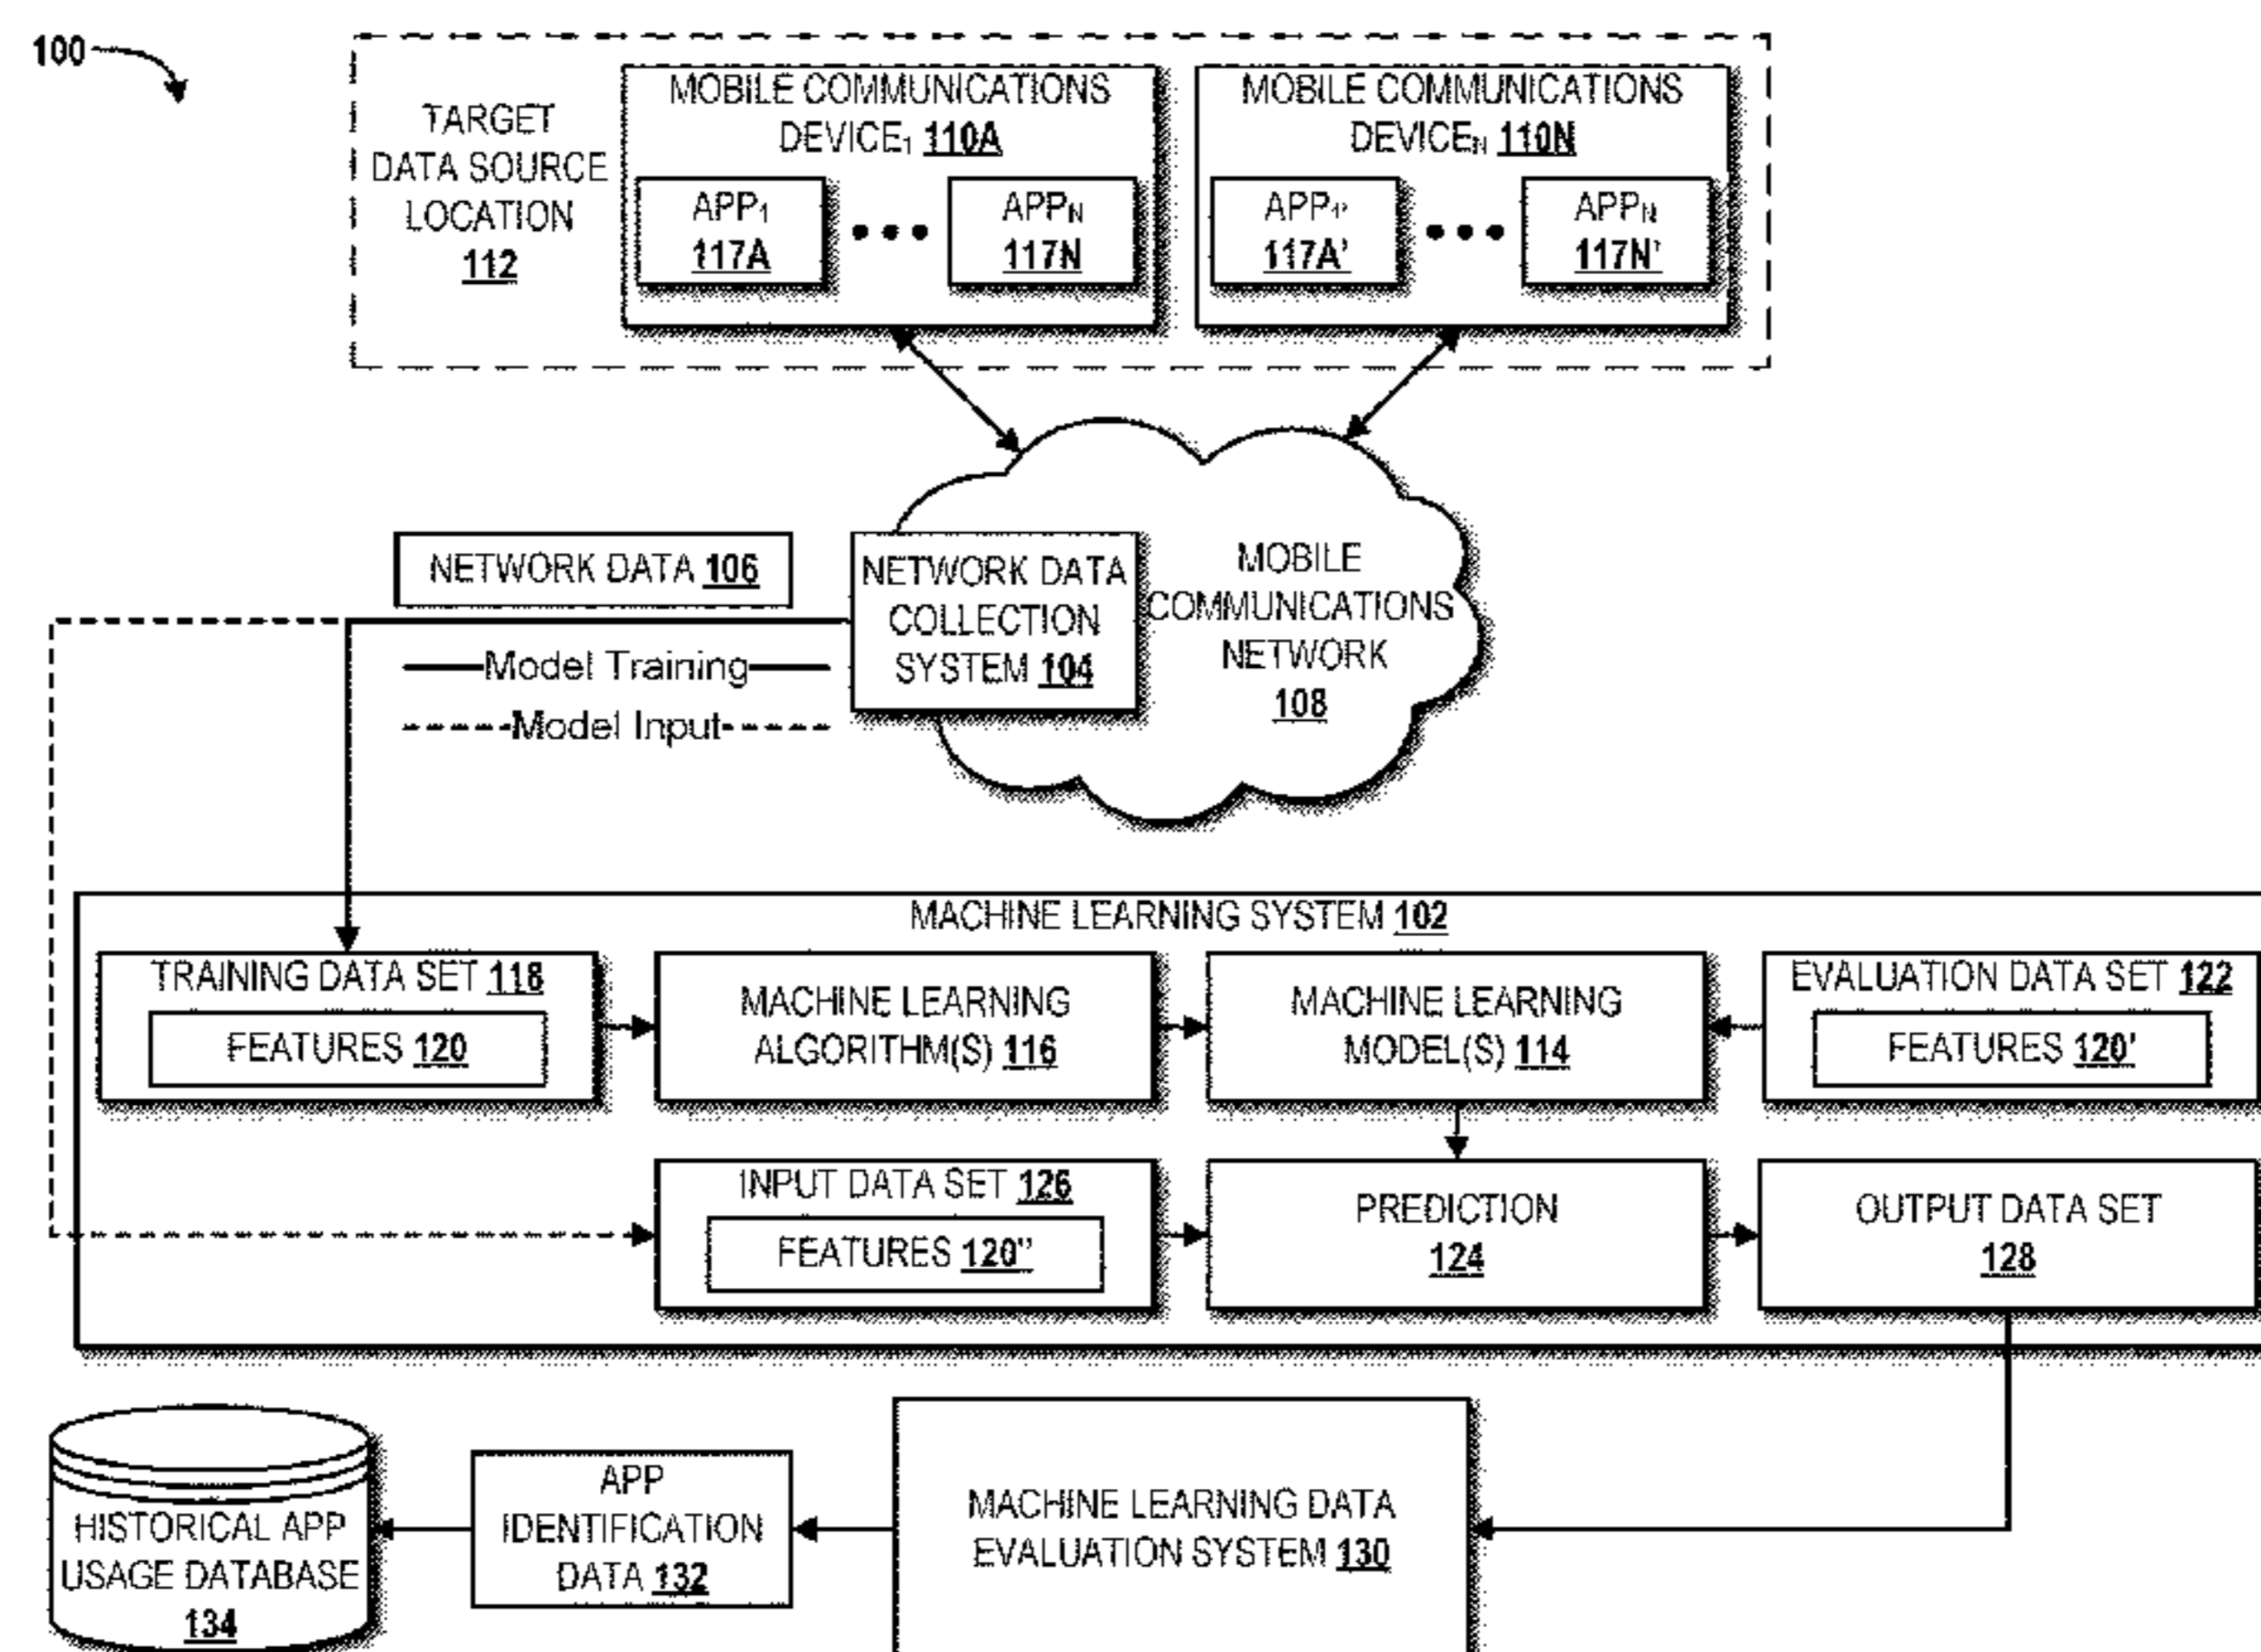 100
TARGET
DATA SOURCE
LOCATION
112
MOBILE COMMUNICATIONS
DEVICE₁ 110A
APP₁
117A
APPN
117N
MOBILE COMMUNICATIONS
DEVICEN 110N
APP₁'
117A'
APPN
117N'
NETWORK DATA 106
Model Training
Model Input
NETWORK DATA
COLLECTION
SYSTEM 104
MOBILE
COMMUNICATIONS
NETWORK
108
MACHINE LEARNING SYSTEM 102
TRAINING DATA SET 118
FEATURES 120
MACHINE LEARNING
ALGORITHM(S) 116
MACHINE LEARNING
MODEL(S) 114
EVALUATION DATA SET 122
FEATURES 120'
INPUT DATA SET 126
FEATURES 120"
PREDICTION
124
OUTPUT DATA SET
128
HISTORICAL APP
USAGE DATABASE
134
APP
IDENTIFICATION
DATA 132
MACHINE LEARNING DATA
EVALUATION SYSTEM 130